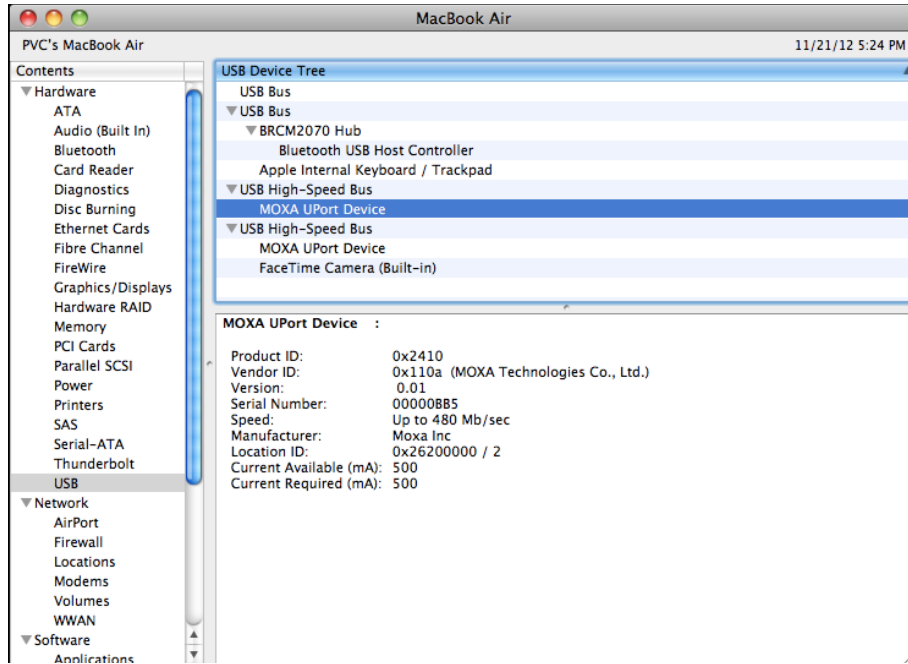 MacBook Air
PVC's MacBook Air 11/21/12 5:24 PM
Contents
Hardware
ATA
Audio (Built In)
Bluetooth
Card Reader
Diagnostics
Disc Burning
Ethernet Cards
Fibre Channel
FireWire
Graphics/Displays
Hardware RAID
Memory
PCI Cards
Parallel SCSI
Power
Printers
SAS
Serial-ATA
Thunderbolt
USB
Network
AirPort
Firewall
Locations
Modems
Volumes
WWAN
Software
Applications
USB Device Tree
USB Bus
USB Bus
BRCM2070 Hub
Bluetooth USB Host Controller
Apple Internal Keyboard / Trackpad
USB High-Speed Bus
MOXA UPort Device
USB High-Speed Bus
MOXA UPort Device
FaceTime Camera (Built-in)
MOXA UPort Device :
Product ID: 0x2410
Vendor ID: 0x110a (MOXA Technologies Co., Ltd.)
Version: 0.01
Serial Number: 00000BB5
Speed: Up to 480 Mb/sec
Manufacturer: Moxa Inc
Location ID: 0x26200000 / 2
Current Available (mA): 500
Current Required (mA): 500